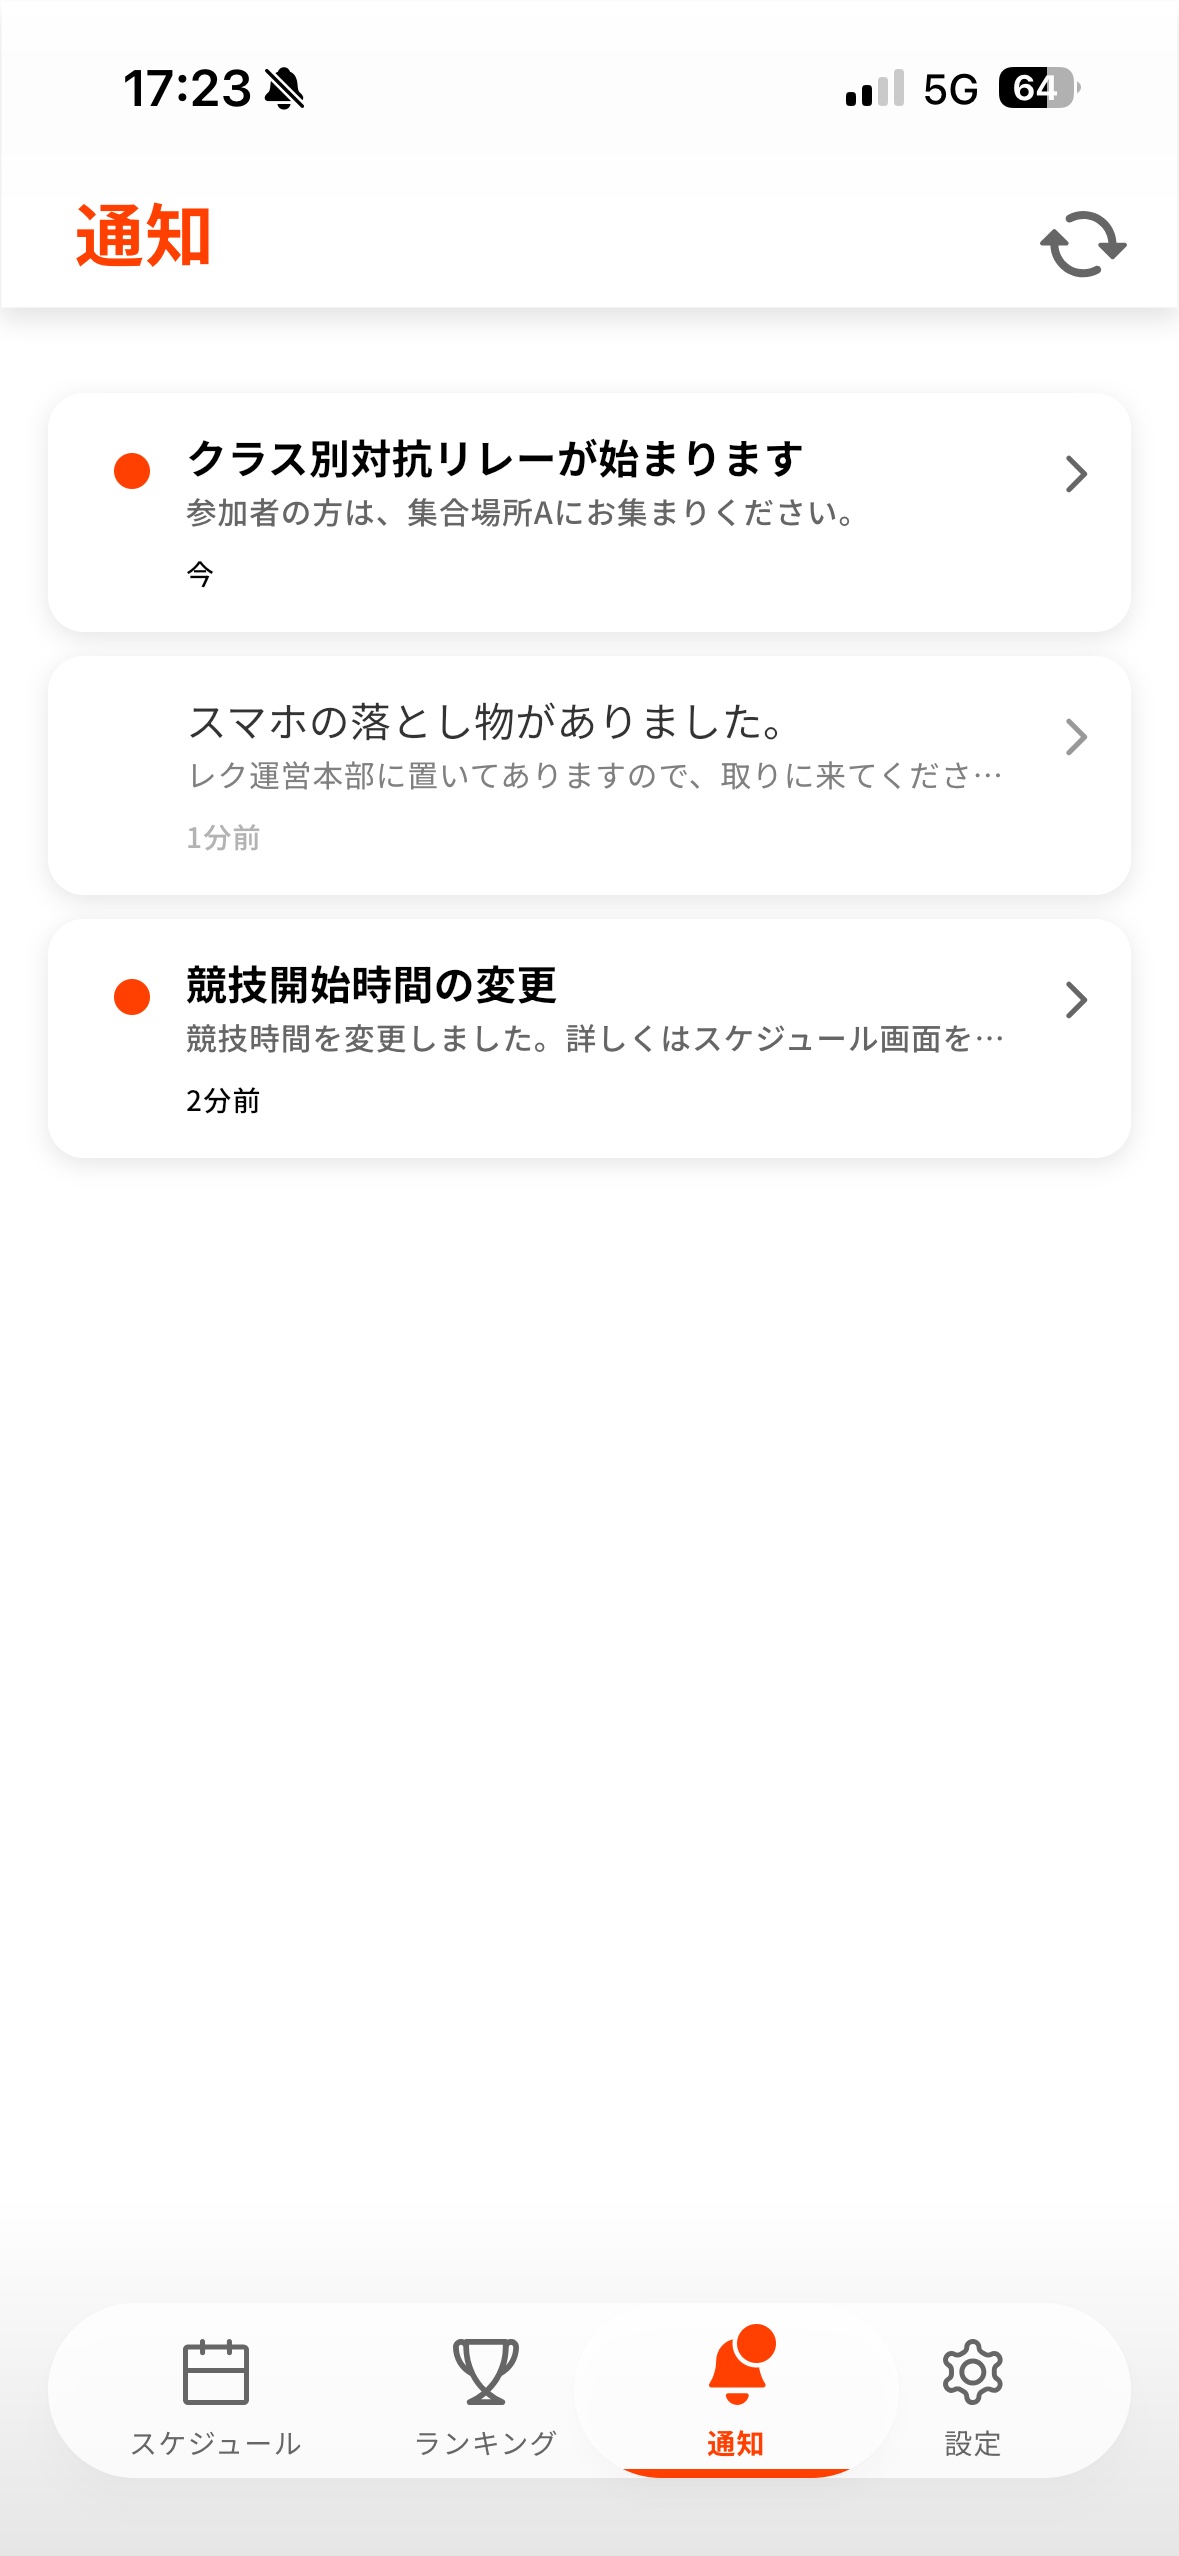 17:23
5G
64
通知
クラス別対抗リレーが始まります
参加者の方は、集合場所Aにお集まりください。
今
スマホの落とし物がありました。
レク運営本部に置いてありますので、取りに来てくださ…
1分前
競技開始時間の変更
競技時間を変更しました。詳しくはスケジュール画面を…
2分前
スケジュール
ランキング
通知
設定